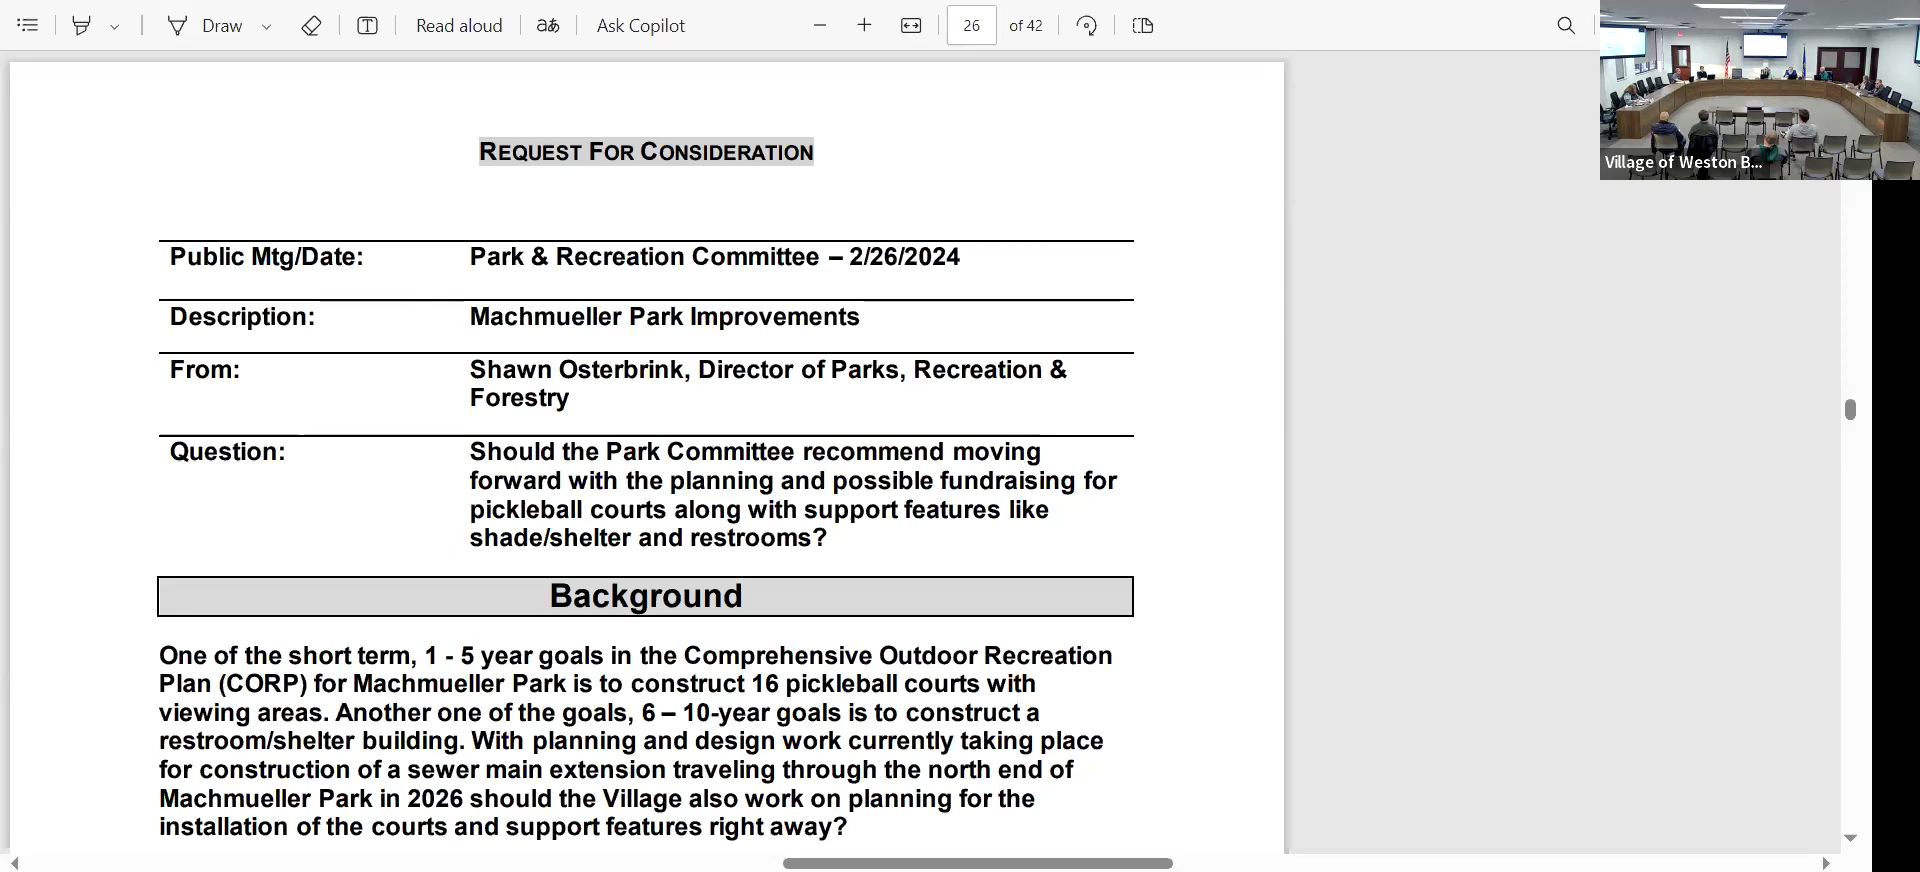 Draw
Read aloud
Ask Copilot
26
of 42
Village of Weston B...
REQUEST FOR CONSIDERATION
Public Mtg/Date: Park & Recreation Committee – 2/26/2024
Description: Machmueller Park Improvements
From: Shawn Osterbrink, Director of Parks, Recreation &
Forestry
Question: Should the Park Committee recommend moving
forward with the planning and possible fundraising for
pickleball courts along with support features like
shade/shelter and restrooms?
Background
One of the short term, 1 - 5 year goals in the Comprehensive Outdoor Recreation
Plan (CORP) for Machmueller Park is to construct 16 pickleball courts with
viewing areas. Another one of the goals, 6 – 10-year goals is to construct a
restroom/shelter building. With planning and design work currently taking place
for construction of a sewer main extension traveling through the north end of
Machmueller Park in 2026 should the Village also work on planning for the
installation of the courts and support features right away?